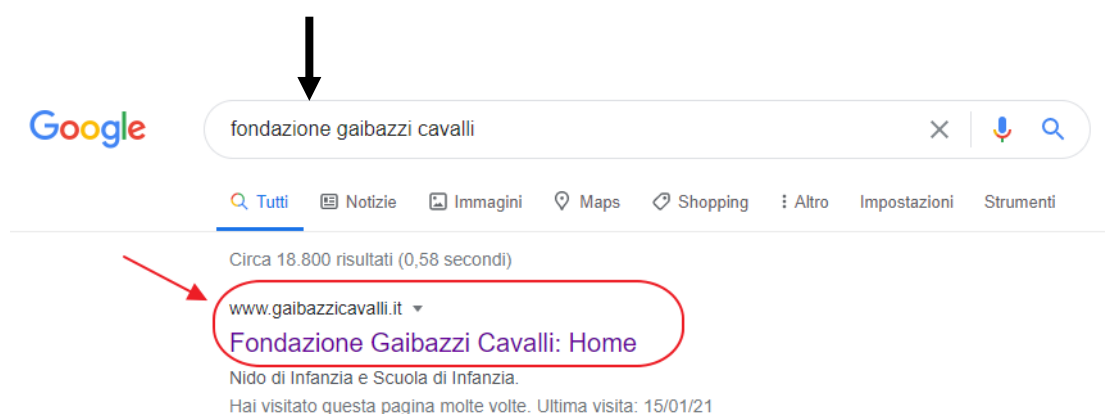 Google
fondazione gaibazzi cavalli
Tutti Notizie Immagini Maps Shopping Altro Impostazioni Strumenti
Circa 18.800 risultati (0,58 secondi)
www.gaibazzicavalli.it
Fondazione Gaibazzi Cavalli: Home
Nido di Infanzia e Scuola di Infanzia.
Hai visitato questa pagina molte volte. Ultima visita: 15/01/21